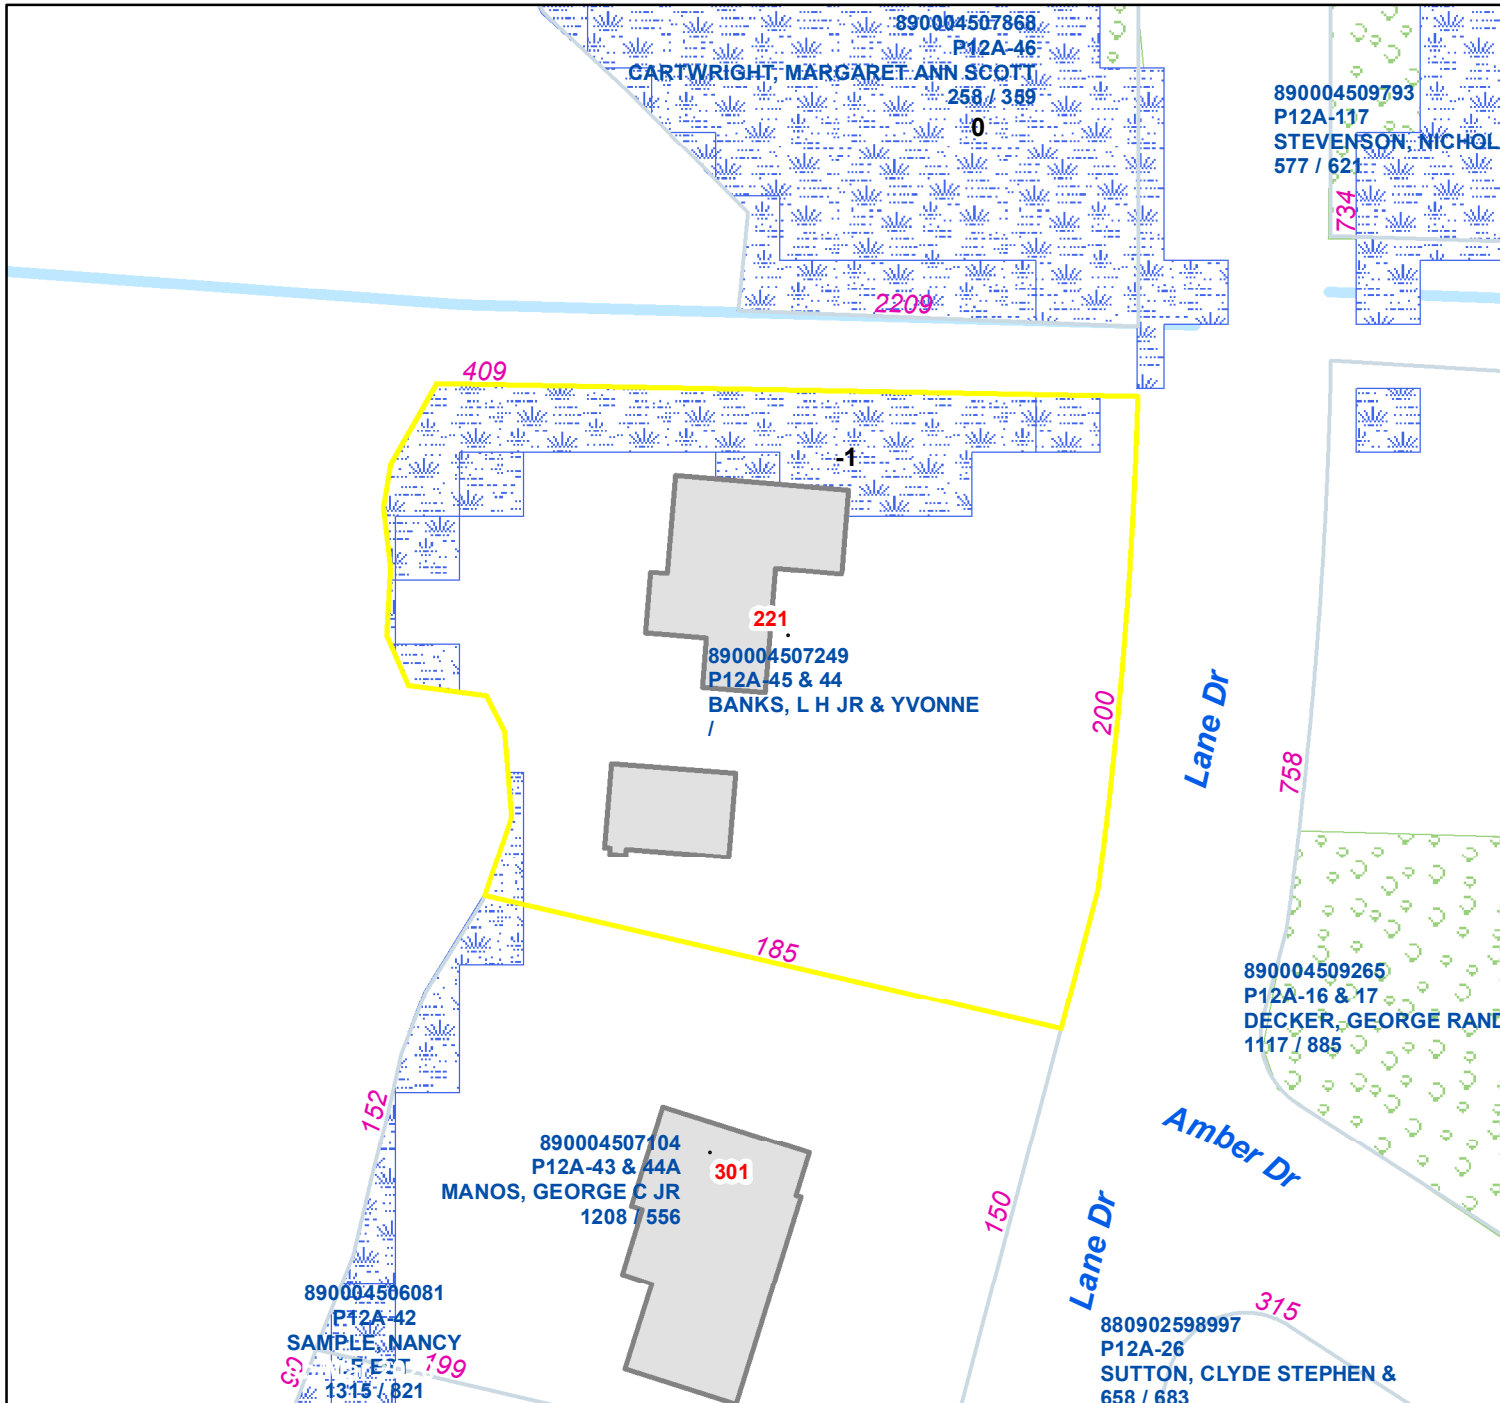 890004507868
P12A-46
CARTWRIGHT, MARGARET ANN SCOTT
258 / 359
0
890004509793
P12A-117
STEVENSON, NICHOL
577 / 621
734
2209
409
-1
221
890004507249
P12A-45 & 44
BANKS, L H JR & YVONNE
/
200
Lane Dr
758
185
890004509265
P12A-16 & 17
DECKER, GEORGE RAND
1117 / 885
152
890004507104
P12A-43 & 44A
MANOS, GEORGE C JR
1208 / 556
301
150
Amber Dr
Lane Dr
890004506081
P12A-42
SAMPLE, NANCY
EST
1315 / 821
199
315
880902598997
P12A-26
SUTTON, CLYDE STEPHEN &
658 / 683